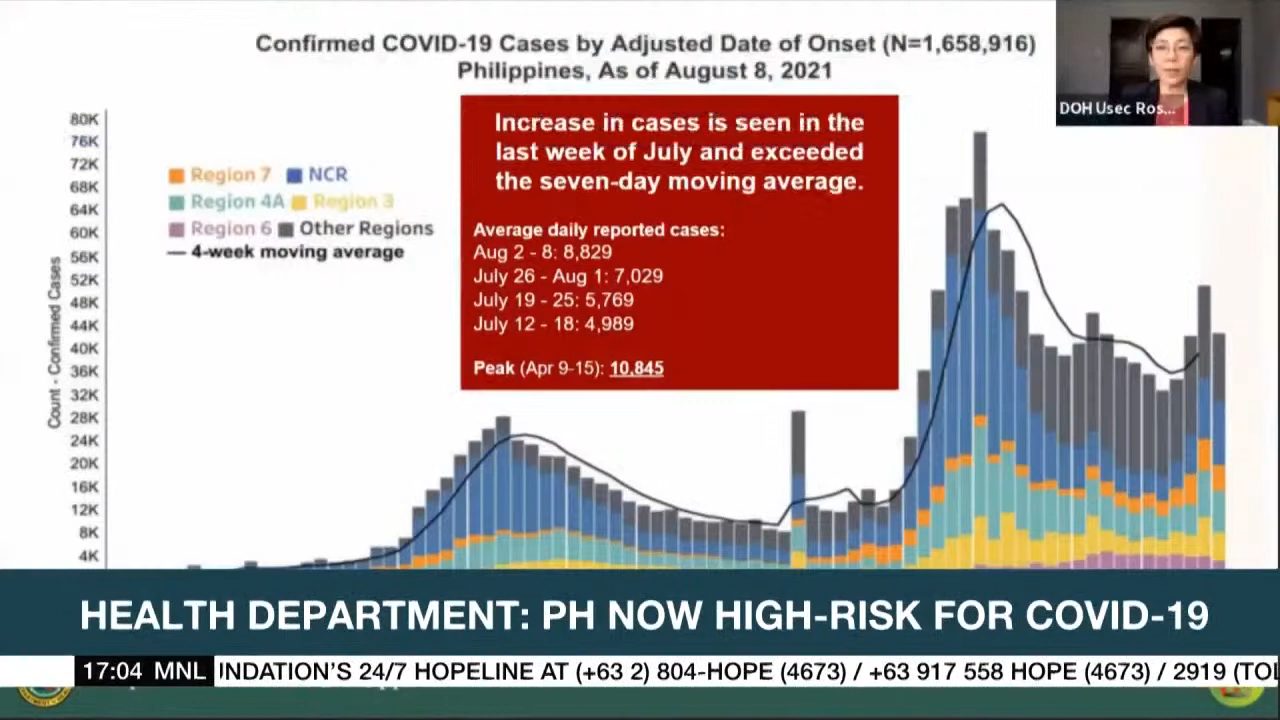 Confirmed COVID-19 Cases by Adjusted Date of Onset (N=1,658,916)
Philippines, As of August 8, 2021
DOH Usec Ros...
Increase in cases is seen in the
last week of July and exceeded
the seven-day moving average.
Average daily reported cases:
Aug 2 - 8: 8,829
July 26 - Aug 1: 7,029
July 19 - 25: 5,769
July 12 - 18: 4,989
Peak (Apr 9-15): 10,845
Region 7 NCR
Region 4A Region 3
Region 6 Other Regions
4-week moving average
Count - Confirmed Cases
80K
76K
72K
68K
64K
60K
56K
52K
48K
44K
40K
36K
32K
28K
24K
20K
16K
12K
8K
4K
HEALTH DEPARTMENT: PH NOW HIGH-RISK FOR COVID-19
17:04 MNL INDATION'S 24/7 HOPELINE AT (+63 2) 804-HOPE (4673) / +63 917 558 HOPE (4673) / 2919 (TOL